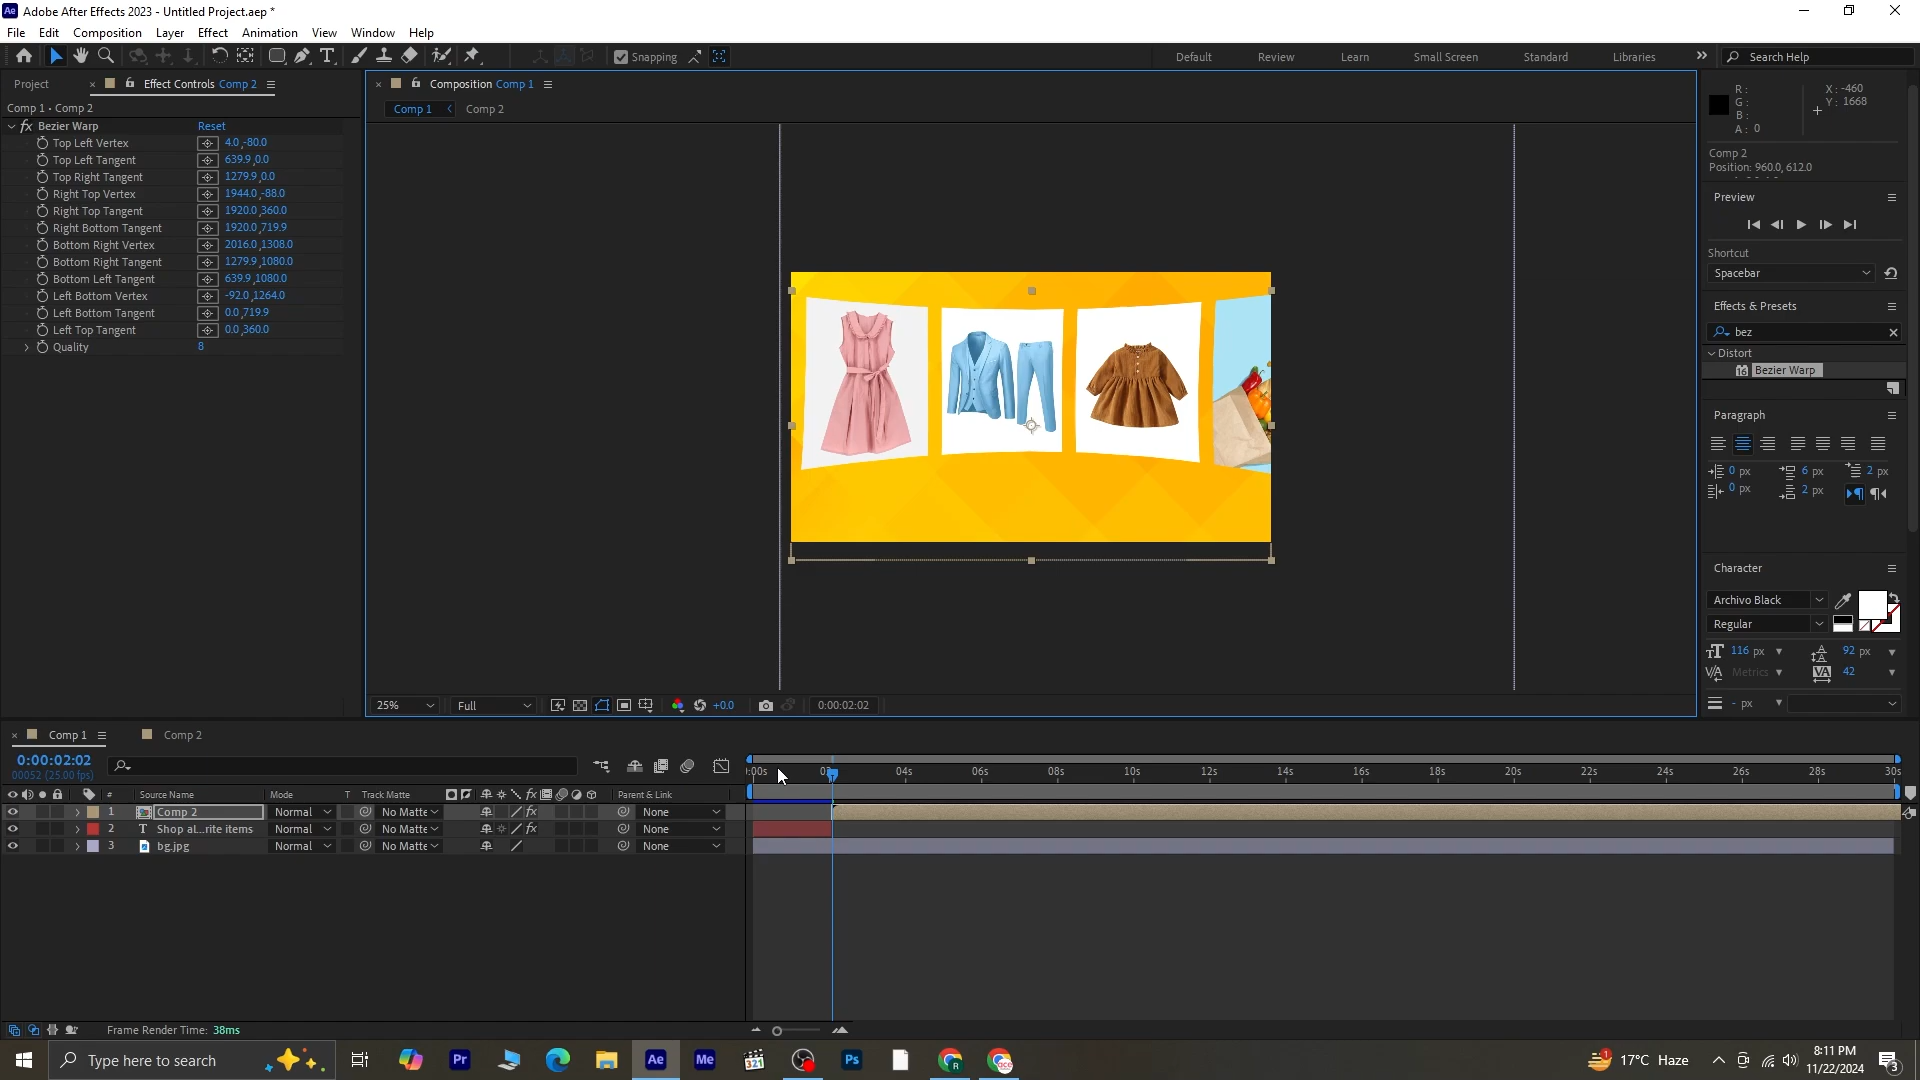 Adobe After Effects 2023 - Untitled Project.aep *
File Edit Composition Layer Effect Animation View Window Help
Snapping Default Review Learn Small Screen Standard Libraries Search Help
Project Effect Controls Comp 2
Comp 1 • Comp 2
Bezier Warp Reset
Top Left Vertex 4.0,-80.0
Top Left Tangent 639.9,0.0
Top Right Tangent 1279.9,0.0
Right Top Vertex 1944.0,-88.0
Right Top Tangent 1920.0,360.0
Right Bottom Tangent 1920.0,719.9
Bottom Right Vertex 2016.0,1308.0
Bottom Right Tangent 1279.9,1080.0
Bottom Left Tangent 639.9,1080.0
Left Bottom Vertex -92.0,1264.0
Left Bottom Tangent 0.0,719.9
Left Top Tangent 0.0,360.0
Quality 8
Composition Comp 1
Comp 1 Comp 2
25% Full +0.0 0:00:02:02
R :
G :
B :
A : 0
X : -460
Y : 1668
Comp 2
Position: 960.0, 612.0
Preview
Shortcut
Spacebar
Effects & Presets
bez
Distort
16 Bezier Warp
Paragraph
0 px 6 px 2 px
0 px 2 px
Character
Archivo Black
Regular
116 px 92 px
Metrics 42
- px
Comp 1 Comp 2
0:00:02:02
00052 (25.00 fps)
:00s 02s 04s 06s 08s 10s 12s 14s 16s 18s 20s 22s 24s 26s 28s 30s
# Source Name Mode T Track Matte Parent & Link
1 Comp 2 Normal No Matte None
2 T Shop al...rite items Normal No Matte None
3 bg.jpg Normal No Matte None
Frame Render Time: 38ms
Type here to search
Pr Ae Me 321 Ps
1 17°C Haze
8:11 PM
11/22/2024
3